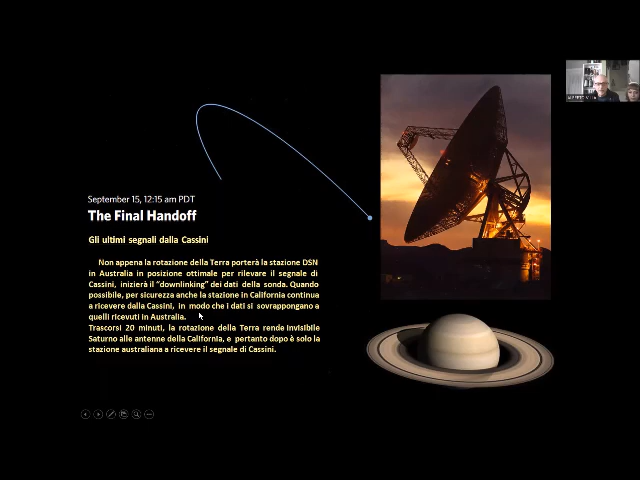 September 15, 12:15 am PDT
The Final Handoff
Gli ultimi segnali dalla Cassini
Non appena la rotazione della Terra porterà la stazione DSN
in Australia in posizione ottimale per rilevare il segnale di
Cassini, inizierà il "downlinking" dei dati della sonda. Quando
possibile, per sicurezza anche la stazione in California continua
a ricevere dalla Cassini, in modo che i dati si sovrappongano a
quelli ricevuti in Australia.
Trascorsi 20 minuti, la rotazione della Terra rende invisibile
Saturno alle antenne della California, e pertanto dopo è solo la
stazione australiana a ricevere il segnale di Cassini.